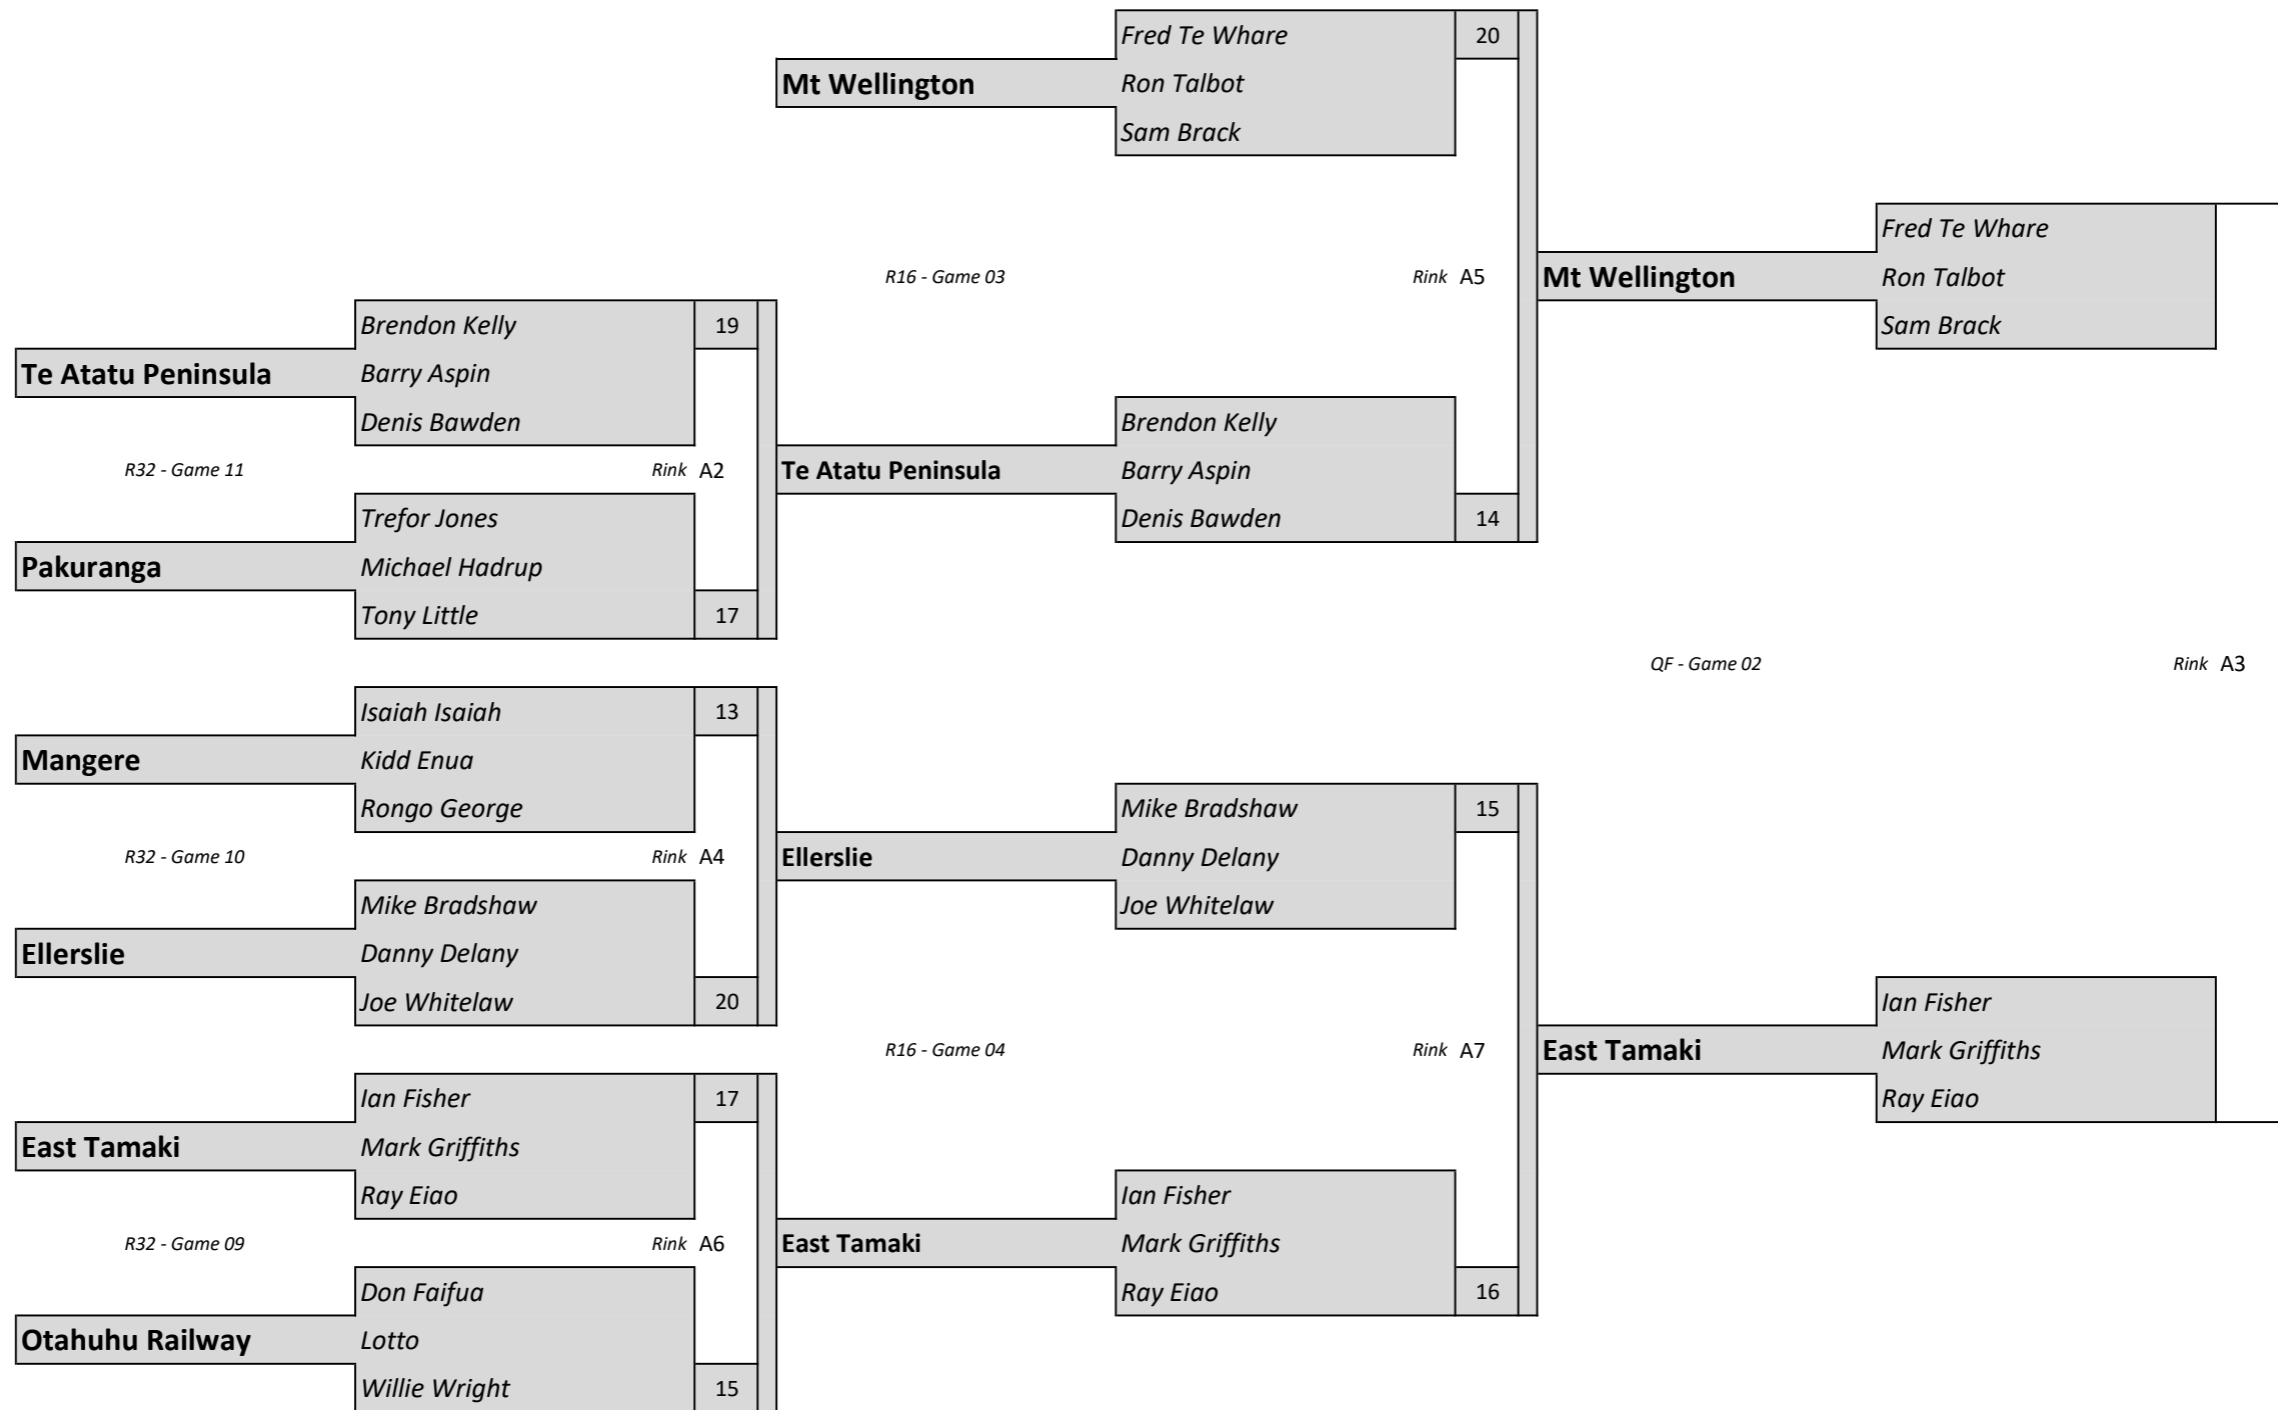 Fred Te Whare 20
Mt Wellington Ron Talbot
Sam Brack
Fred Te Whare
R16 - Game 03 Rink A5 Mt Wellington Ron Talbot
Brendon Kelly 19 Sam Brack
Te Atatu Peninsula Barry Aspin
Denis Bawden Brendon Kelly
R32 - Game 11 Rink A2 Te Atatu Peninsula Barry Aspin
Trefor Jones Denis Bawden 14
Pakuranga Michael Hadrup
Tony Little 17
QF - Game 02 Rink A3
Isaiah Isaiah 13
Mangere Kidd Enua
Rongo George Mike Bradshaw 15
R32 - Game 10 Rink A4 Ellerslie Danny Delany
Mike Bradshaw Joe Whitelaw
Ellerslie Danny Delany
Joe Whitelaw 20 Ian Fisher
R16 - Game 04 Rink A7 East Tamaki Mark Griffiths
Ian Fisher 17 Ray Eiao
East Tamaki Mark Griffiths
Ray Eiao Ian Fisher
R32 - Game 09 Rink A6 East Tamaki Mark Griffiths
Don Faifua Ray Eiao 16
Otahuhu Railway Lotto
Willie Wright 15